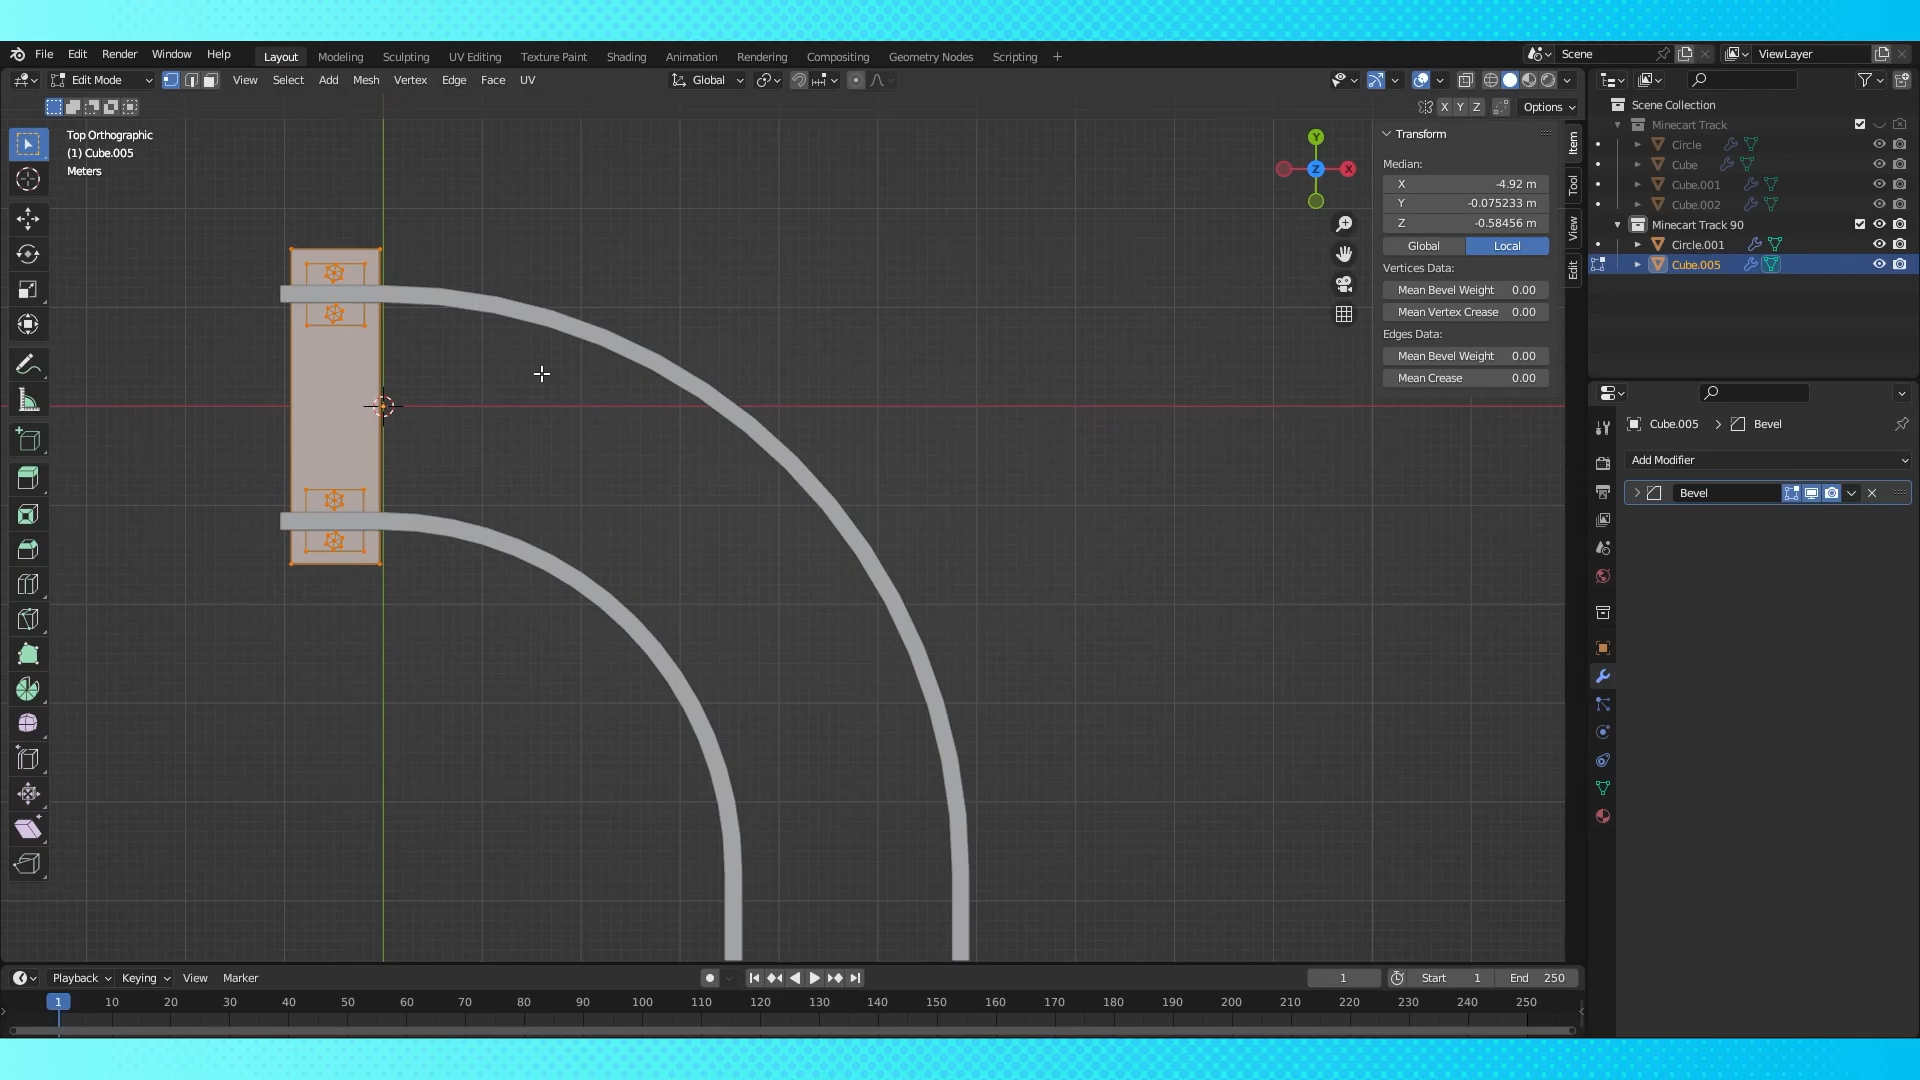 File Edit Render Window Help Layout Modeling Sculpting UV Editing Texture Paint Shading Animation Rendering Compositing Geometry Nodes Scripting + Scene ViewLayer
Edit Mode View Select Add Mesh Vertex Edge Face UV Global
X Y Z Options
Top Orthographic
(1) Cube.005
Meters
Y
X
Z
Transform
Median:
X -4.92 m
Y -0.075233 m
Z -0.58456 m
Global Local
Vertices Data:
Mean Bevel Weight 0.00
Mean Vertex Crease 0.00
Edges Data:
Mean Bevel Weight 0.00
Mean Crease 0.00
Item
Tool
View
Edit
Scene Collection
Minecart Track
Circle
Cube
Cube.001
Cube.002
Minecart Track 90
Circle.001
Cube.005
Cube.005 > Bevel
Add Modifier
Bevel
Playback Keying View Marker 1 Start 1 End 250
1 10 20 30 40 50 60 70 80 90 100 110 120 130 140 150 160 170 180 190 200 210 220 230 240 250